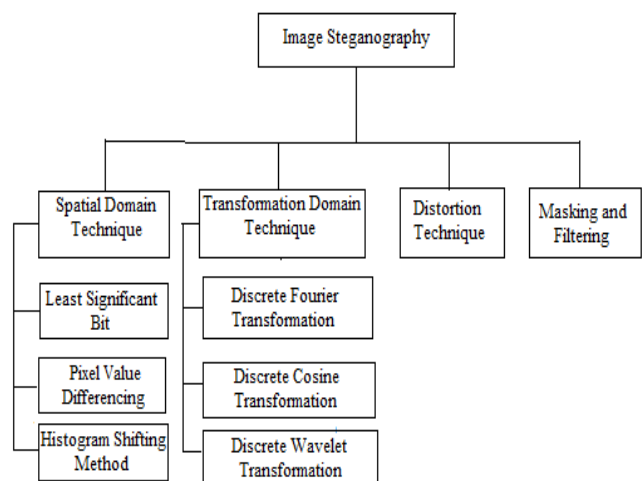 Image Steganography
Spatial Domain
Technique
Transformation Domain
Technique
Distortion
Technique
Masking and
Filtering
Least Significant
Bit
Discrete Fourier
Transformation
Pixel Value
Differencing
Discrete Cosine
Transformation
Histogram Shifting
Method
Discrete Wavelet
Transformation